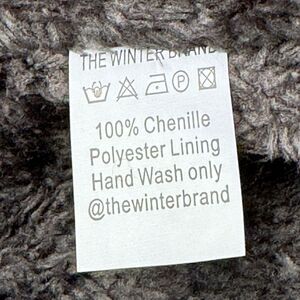 THE WINTER BRAND
100% Chenille
Polyester Lining
Hand Wash only
@thewinterbrand